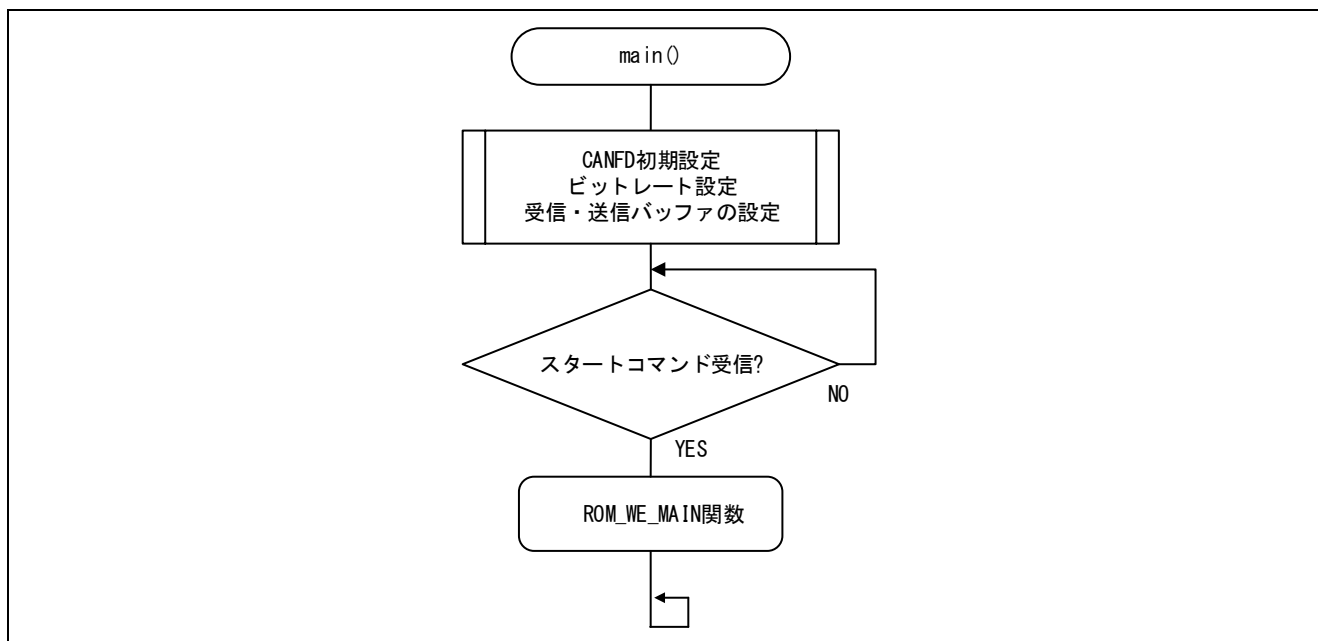 main()
CANFD初期設定
ビットレート設定
受信・送信バッファの設定
スタートコマンド受信?
NO
YES
ROM_WE_MAIN関数